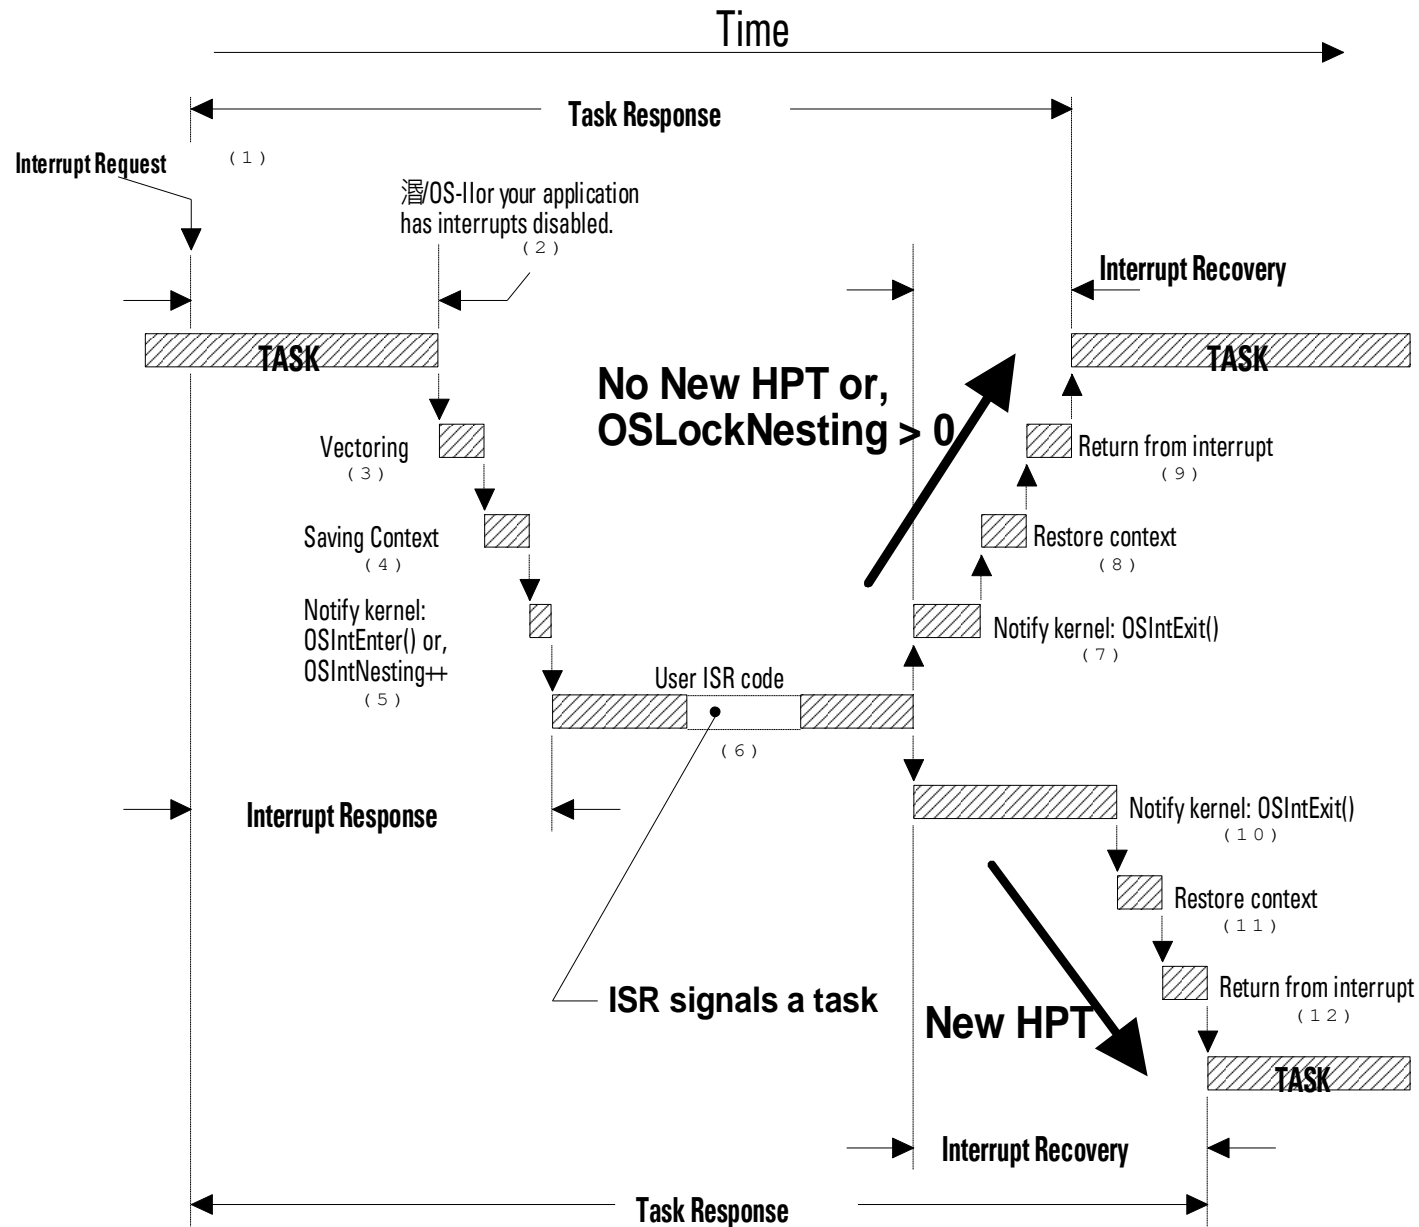 Time
Task Response
Interrupt Request
(1)
溜/OS-II or your application
has interrupts disabled.
(2)
Interrupt Recovery
TASK
TASK
No New HPT or,
OSLockNesting > 0
Vectoring
(3)
Return from interrupt
(9)
Saving Context
(4)
Restore context
(8)
Notify kernel:
OSIntEnter() or,
OSIntNesting++
(5)
Notify kernel: OSIntExit()
(7)
User ISR code
(6)
Interrupt Response
Notify kernel: OSIntExit()
(10)
Restore context
(11)
ISR signals a task
Return from interrupt
(12)
New HPT
TASK
Interrupt Recovery
Task Response